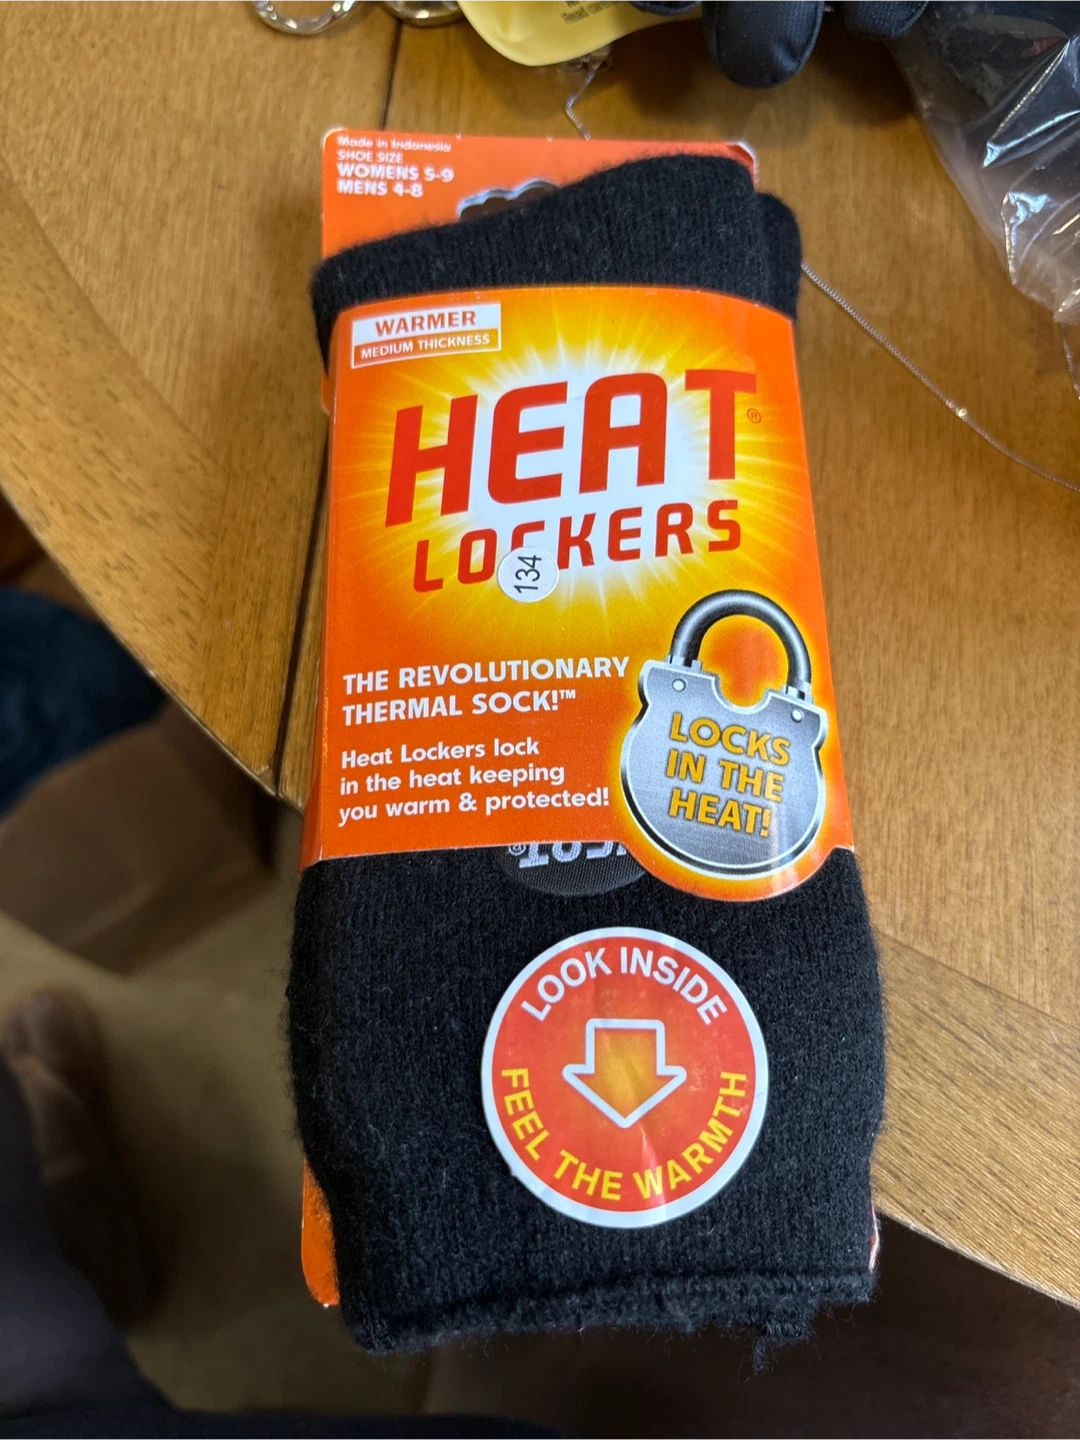 Made in Indonesia
SHOE SIZE
WOMENS 5-9
MENS 4-8
WARMER
MEDIUM THICKNESS
HEAT®
LOCKERS
134
THE REVOLUTIONARY
THERMAL SOCK!™
Heat Lockers lock
in the heat keeping
you warm & protected!
LOCKS
IN THE
HEAT!
LOOK INSIDE
FEEL THE WARMTH